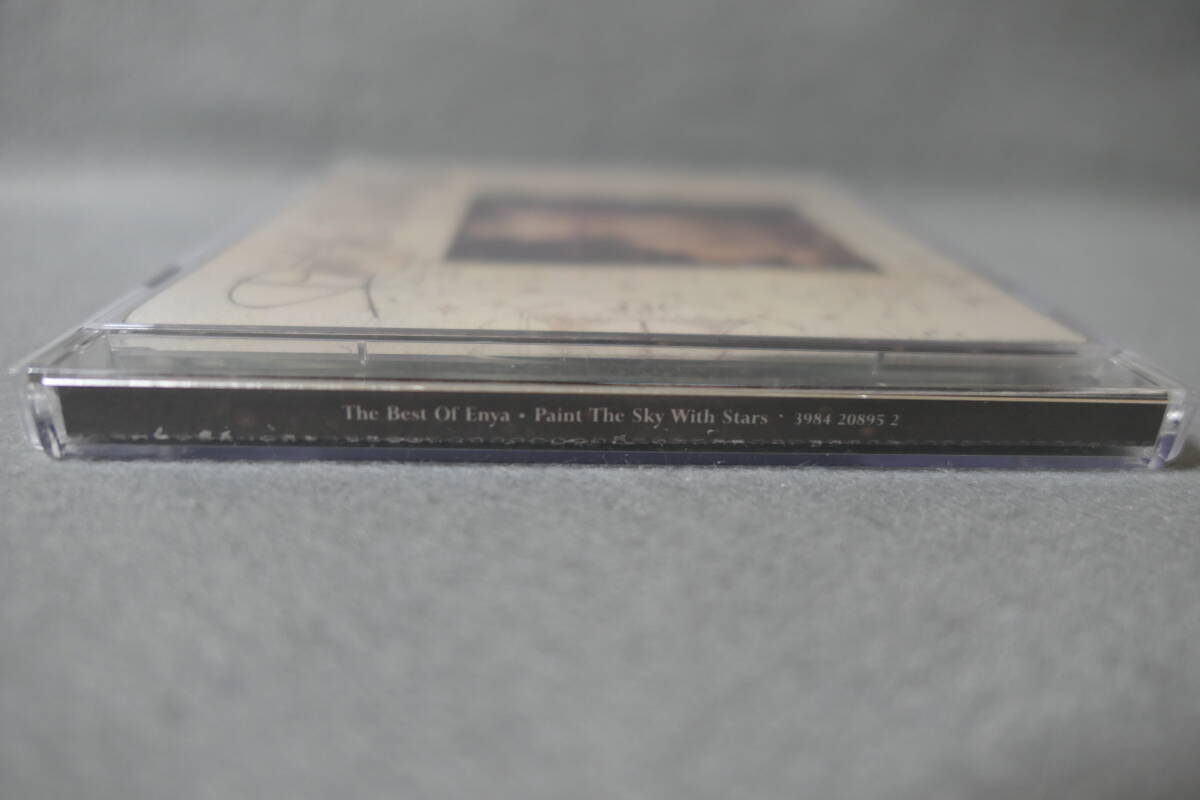 The Best Of Enya • Paint The Sky With Stars · 3984 20895 2